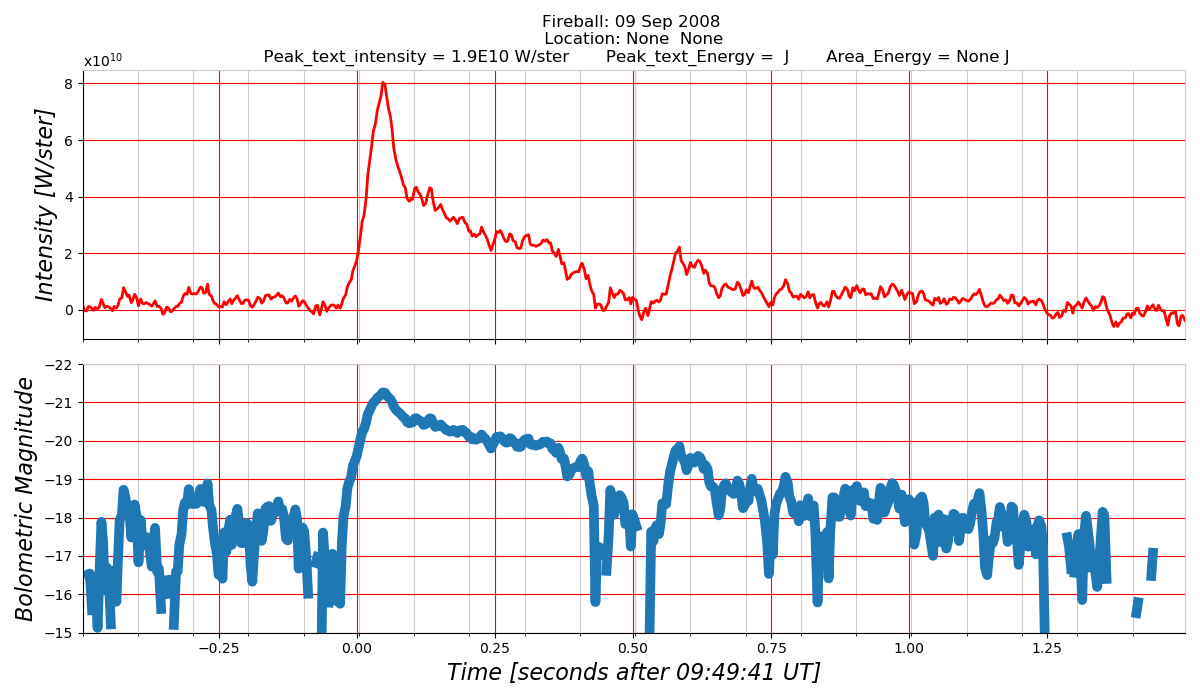 Fireball: 09 Sep 2008
Location: None  None
Peak_text_intensity = 1.9E10 W/ster       Peak_text_Energy =  J       Area_Energy = None J
x10¹⁰
8
6
4
2
0
Intensity [W/ster]
−22
−21
−20
−19
−18
−17
−16
−15
Bolometric Magnitude
−0.25 0.00 0.25 0.50 0.75 1.00 1.25
Time [seconds after 09:49:41 UT]